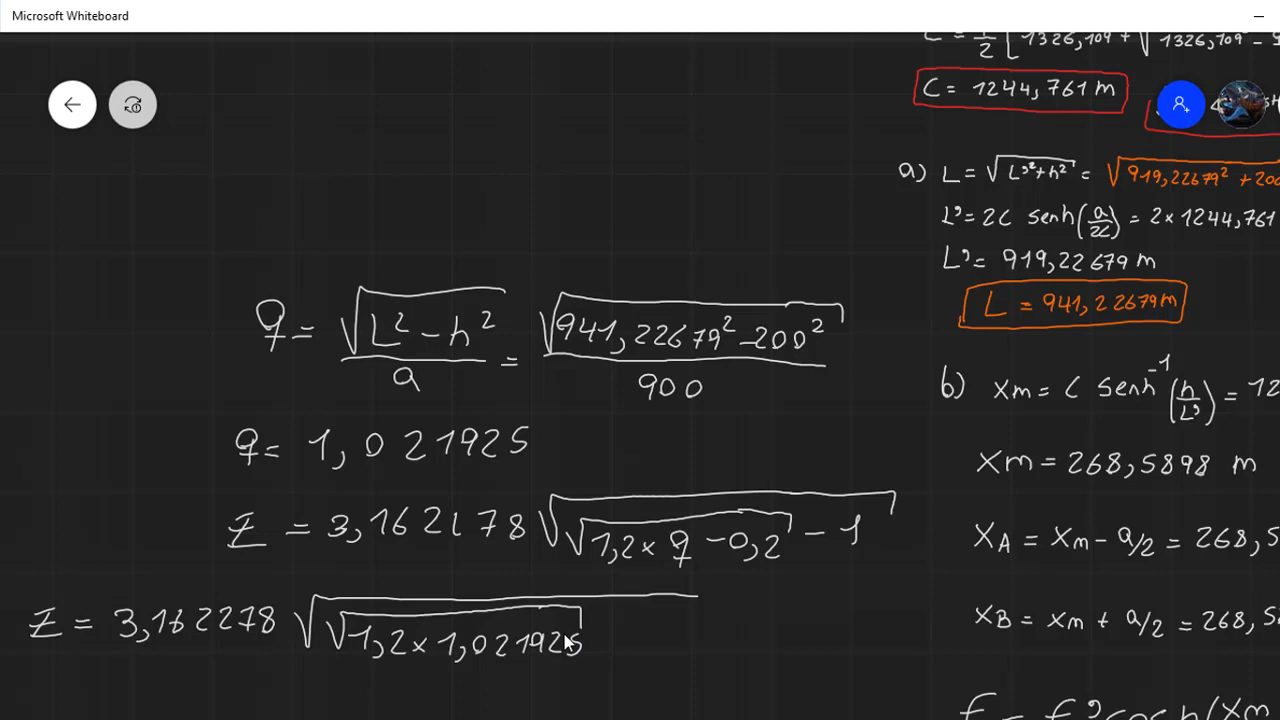 Microsoft Whiteboard
q = √(L² - h²) / a = √(941,22679² - 200²) / 900
q = 1,021925
Z = 3,162178 √(√(1,2 × q - 0,2) - 1)
Z = 3,162278 √(√(1,2 × 1,021925
C = 1244,761 m
a) L = √(L'² + h²) = √(919,22679² + 200
L' = 2C senh(a/2C) = 2 × 1244,761
L' = 919,22679 m
L = 941,22679 m
b) Xm = C senh⁻¹(h/L') = 12
Xm = 268,5898 m
XA = Xm - a/2 = 268,5
XB = Xm + a/2 = 268,5